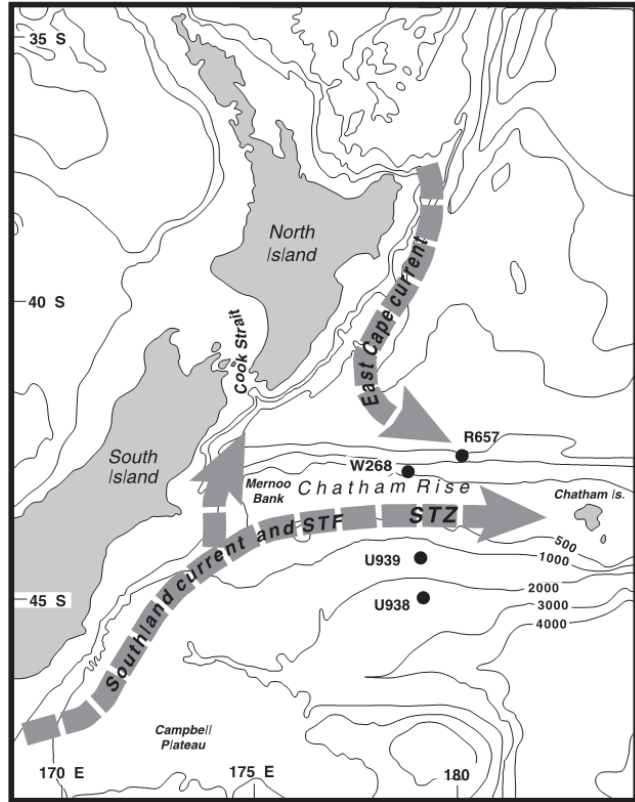 35 S
North
Island
East Cape current
40 S
Cook Strait
South
Island
R657
W268
Mernoo
Bank
Chatham Rise
Chatham Is.
Southland current and STF
STZ
500
1000
U939
2000
45 S
U938
3000
4000
Campbell
Plateau
170 E
175 E
180